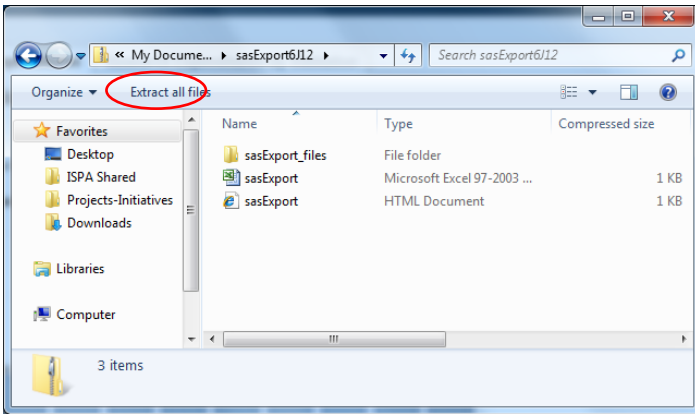 « My Docume... ▸ sasExport6J12 ▸ Search sasExport6J12
Organize ▼ Extract all files
Favorites
Desktop
ISPA Shared
Projects-Initiatives
Downloads
Libraries
Computer
Name Type Compressed size
sasExport_files File folder
sasExport Microsoft Excel 97-2003 ... 1 KB
sasExport HTML Document 1 KB
3 items